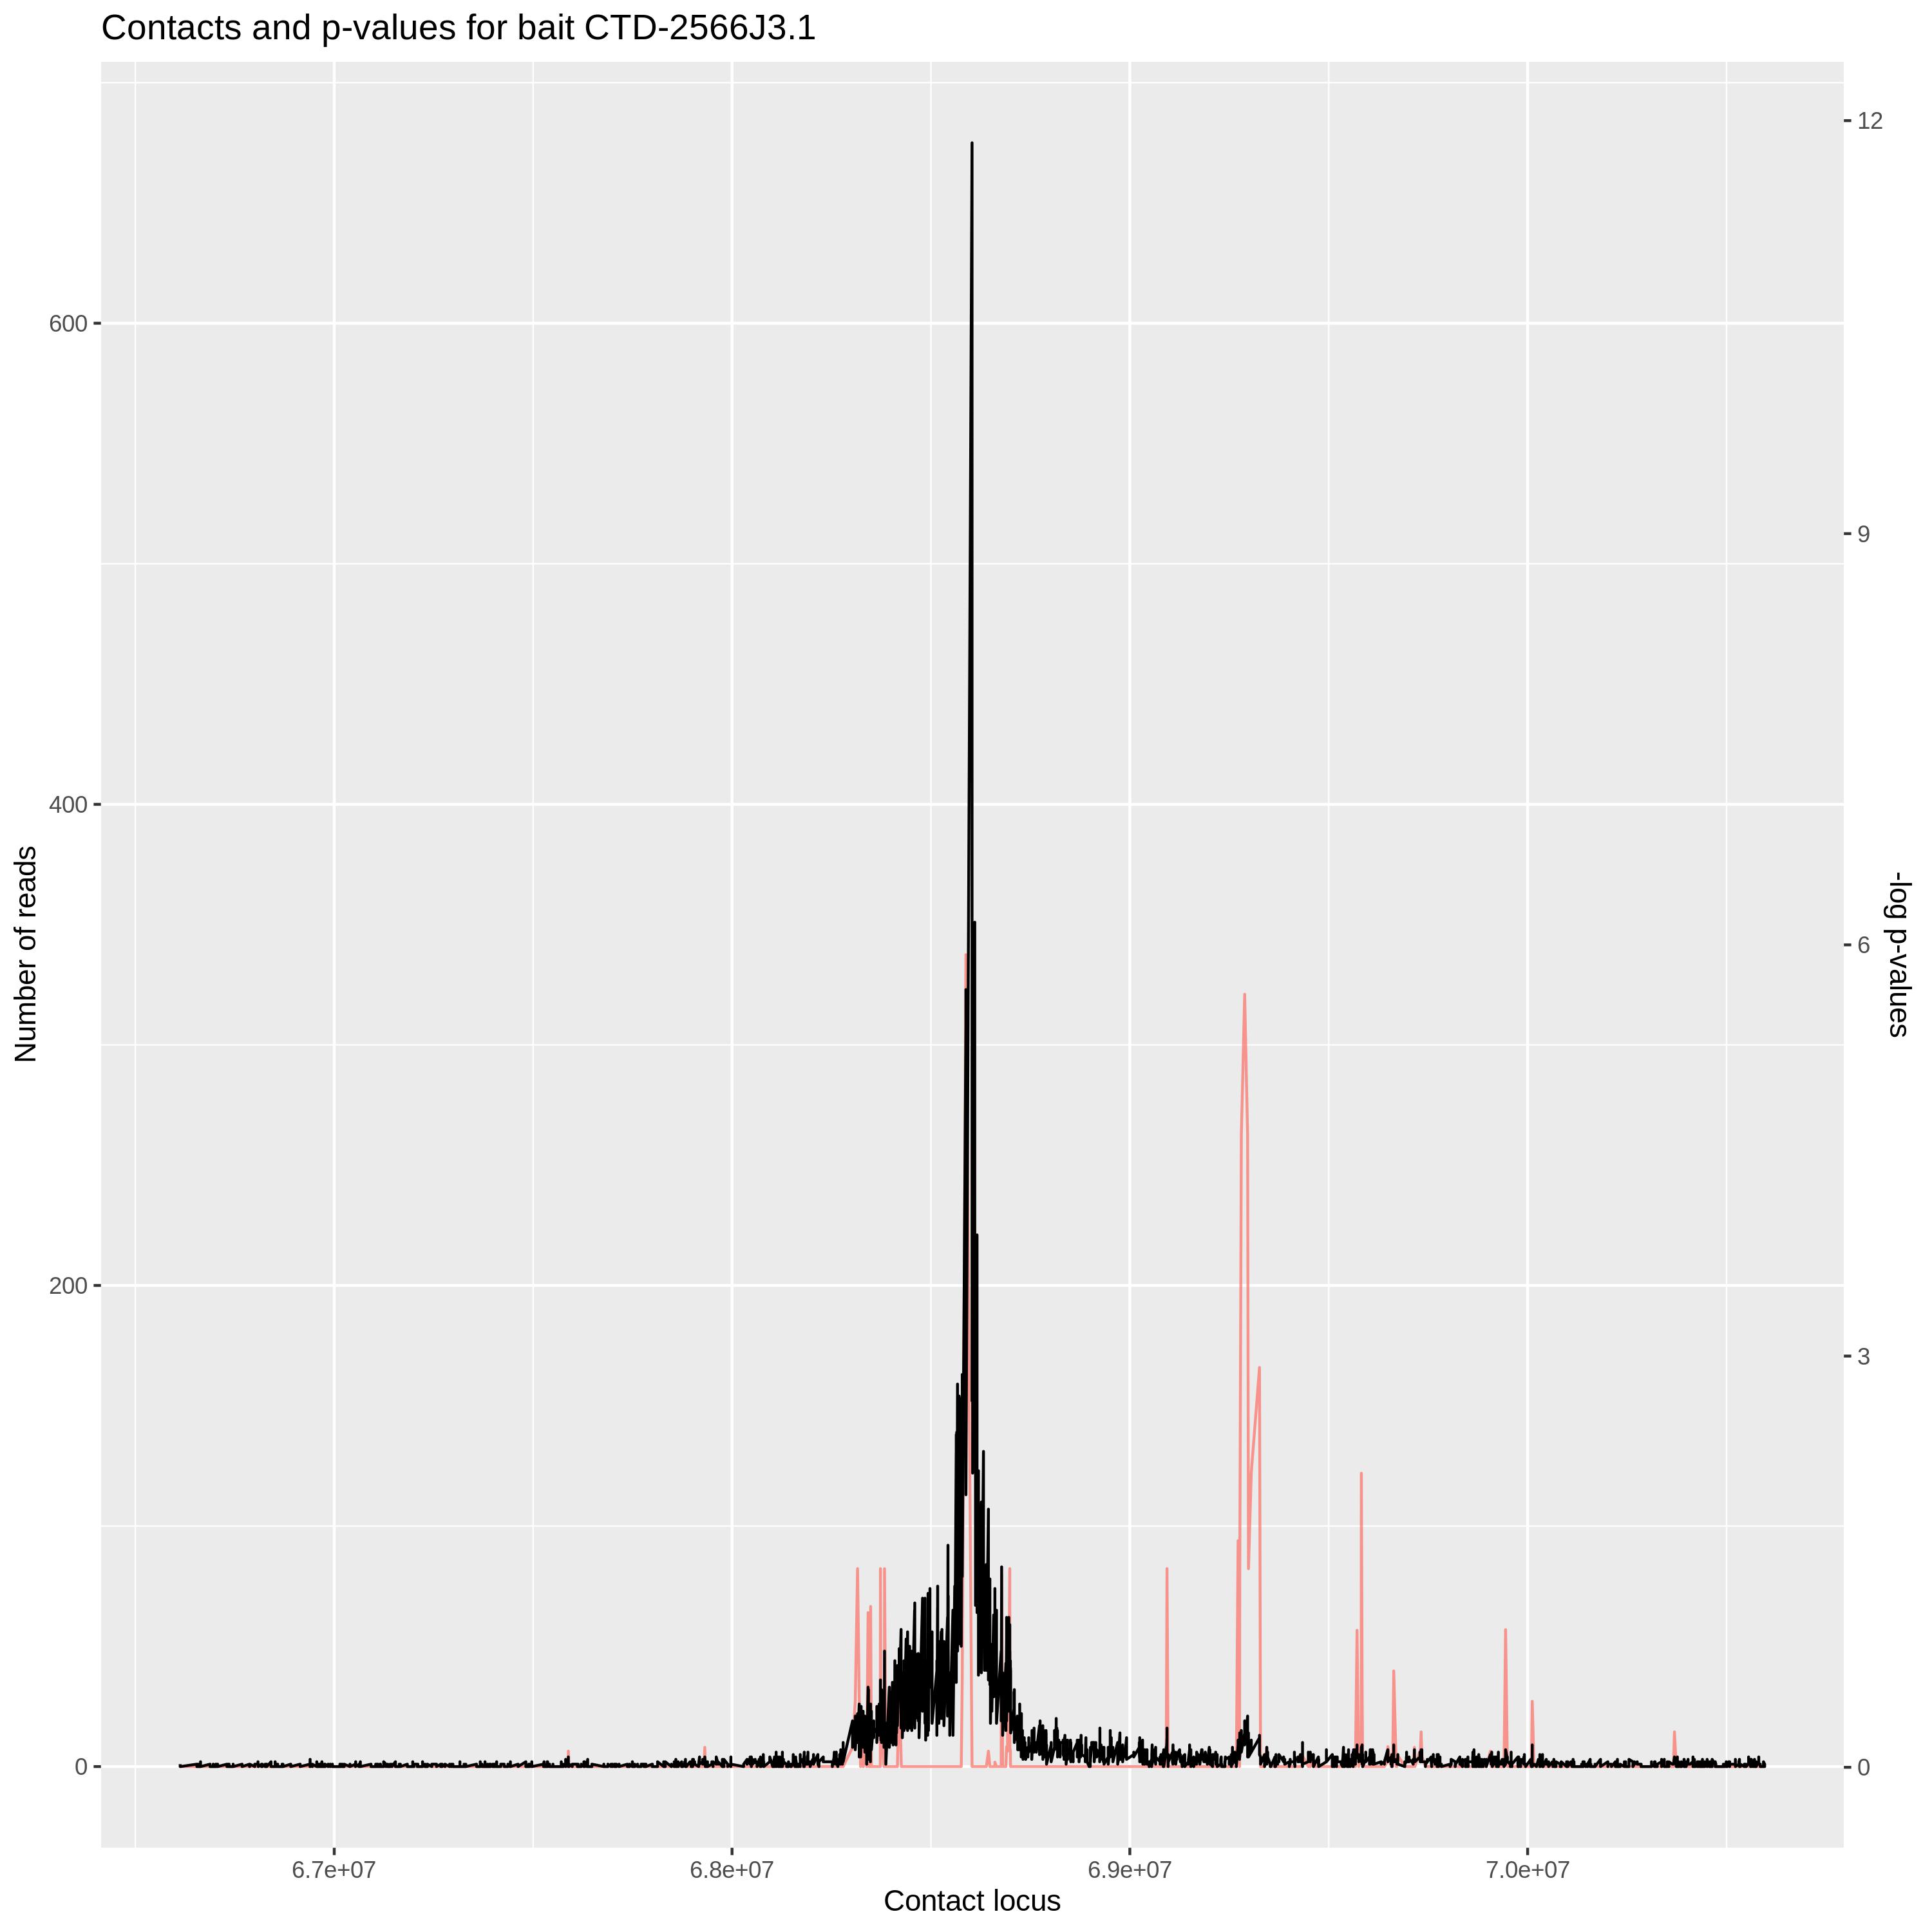 Contacts and p-values for bait CTD-2566J3.1
12
600
9
400
6
Number of reads
-log p-values
200
3
0
0
6.7e+07
6.8e+07
6.9e+07
7.0e+07
Contact locus